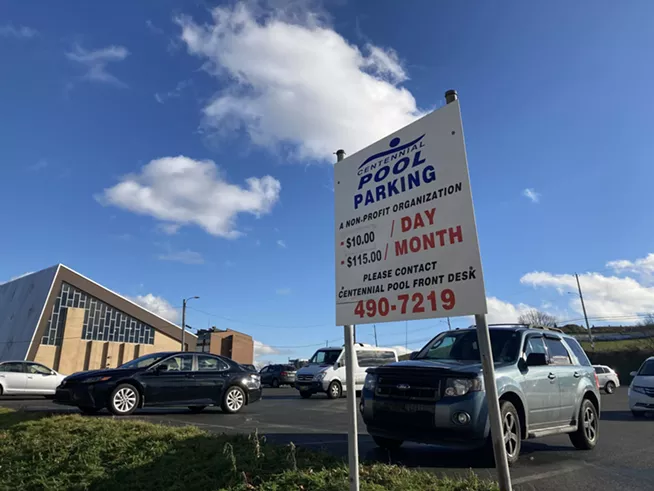 CENTENNIAL
POOL
PARKING
A NON-PROFIT ORGANIZATION
• $10.00 / DAY
• $115.00 / MONTH
PLEASE CONTACT
CENTENNIAL POOL FRONT DESK
490-7219